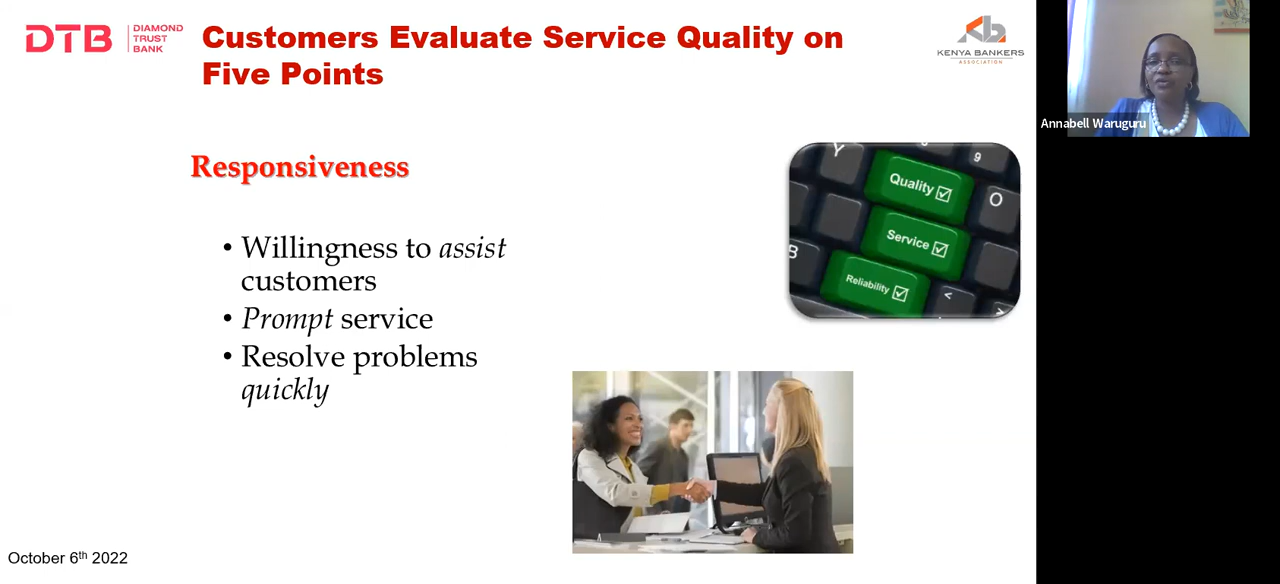 DTB
DIAMOND
TRUST
BANK
Customers Evaluate Service Quality on
Five Points
KENYA BANKERS
ASSOCIATION
Annabell Waruguru
Responsiveness
• Willingness to assist
customers
• Prompt service
• Resolve problems
quickly
Y
9
Quality
O
Service
B
Reliability
<
>
October 6th 2022